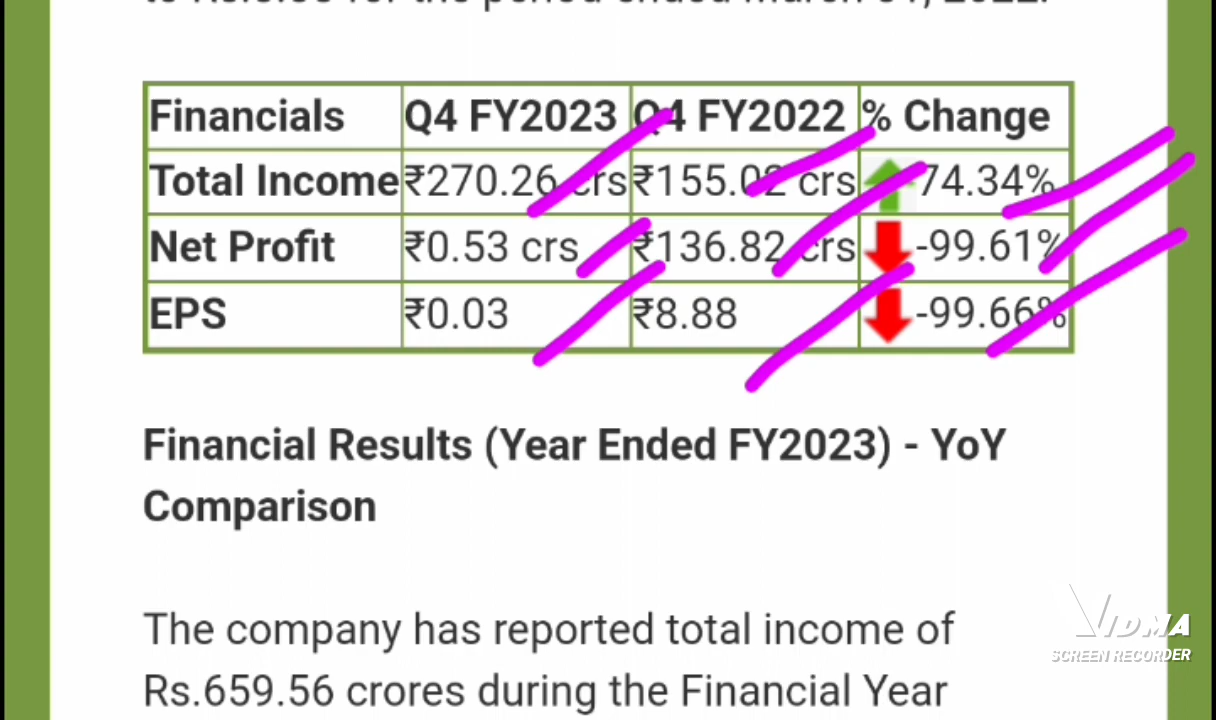 Financials Q4 FY2023 Q4 FY2022 % Change
Total Income ₹270.26 crs ₹155.02 crs 74.34%
Net Profit ₹0.53 crs ₹136.82 crs -99.61%
EPS ₹0.03 ₹8.88 -99.66%
Financial Results (Year Ended FY2023) - YoY
Comparison
The company has reported total income of
Rs.659.56 crores during the Financial Year
VIDMA
SCREEN RECORDER